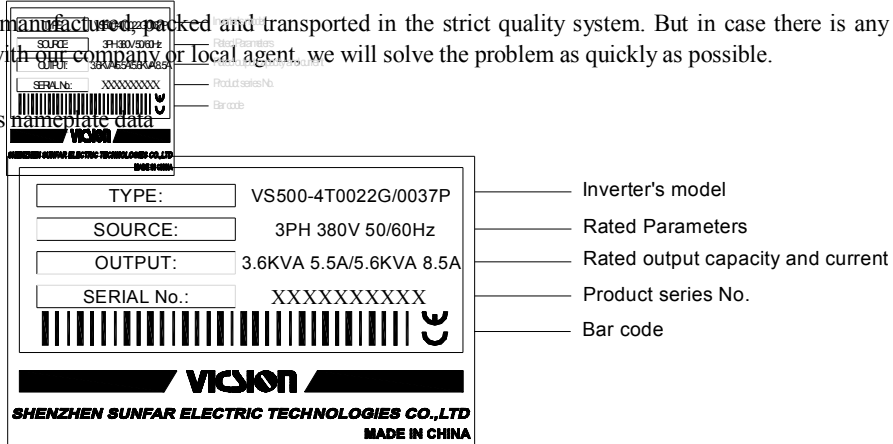 manufactured, packed and transported in the strict quality system. But in case there is any
with our company or local agent, we will solve the problem as quickly as possible.
s nameplate data
TYPE: VS500-4T0022G/0037P Inverter's model
SOURCE: 3PH 380V 50/60Hz Rated Parameters
OUTPUT: 3.6KVA 5.5A/5.6KVA 8.5A Rated output capacity and current
SERIAL No.: XXXXXXXXXX Product series No.
Bar code
VICSION
SHENZHEN SUNFAR ELECTRIC TECHNOLOGIES CO.,LTD
MADE IN CHINA